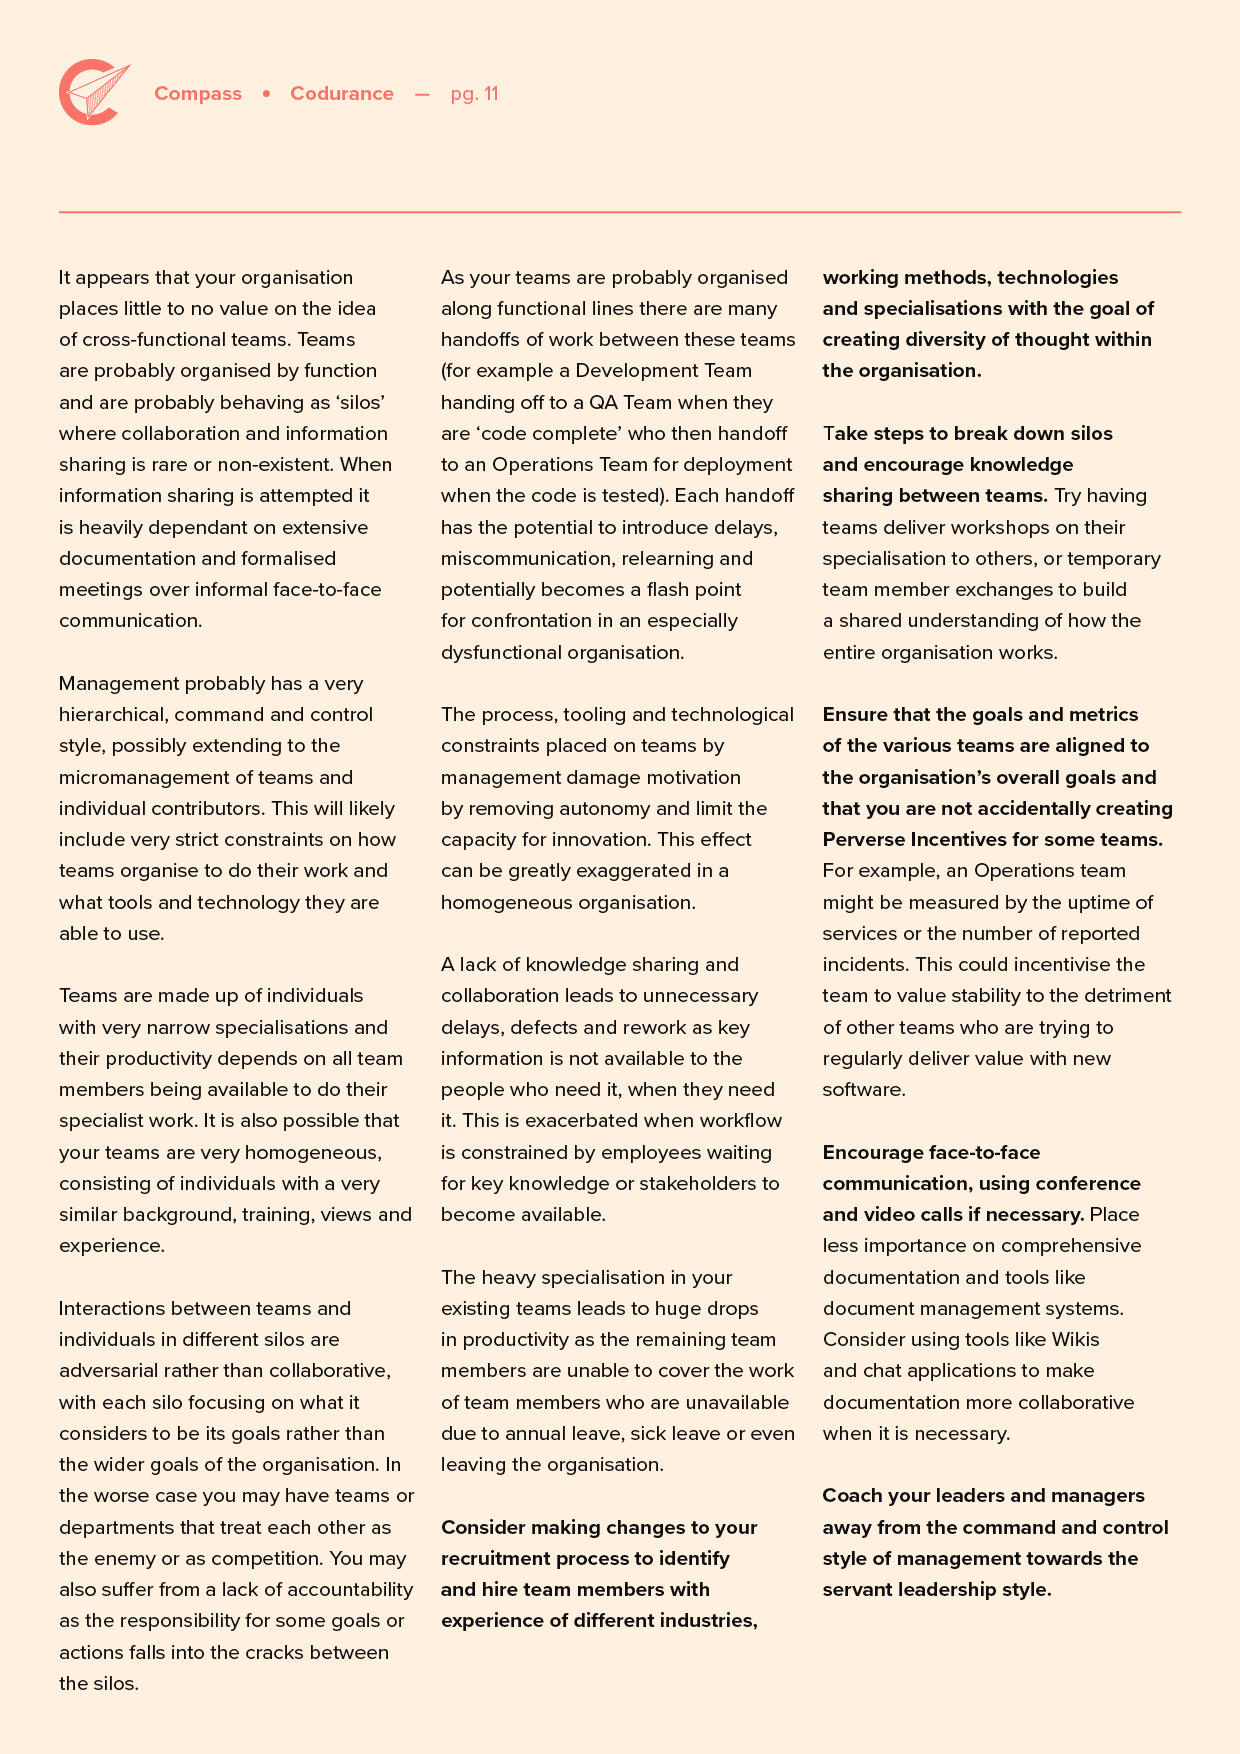 Compass • Codurance — pg. 11
It appears that your organisation
places little to no value on the idea
of cross-functional teams. Teams
are probably organised by function
and are probably behaving as ‘silos’
where collaboration and information
sharing is rare or non-existent. When
information sharing is attempted it
is heavily dependant on extensive
documentation and formalised
meetings over informal face-to-face
communication.
Management probably has a very
hierarchical, command and control
style, possibly extending to the
micromanagement of teams and
individual contributors. This will likely
include very strict constraints on how
teams organise to do their work and
what tools and technology they are
able to use.
Teams are made up of individuals
with very narrow specialisations and
their productivity depends on all team
members being available to do their
specialist work. It is also possible that
your teams are very homogeneous,
consisting of individuals with a very
similar background, training, views and
experience.
Interactions between teams and
individuals in different silos are
adversarial rather than collaborative,
with each silo focusing on what it
considers to be its goals rather than
the wider goals of the organisation. In
the worse case you may have teams or
departments that treat each other as
the enemy or as competition. You may
also suffer from a lack of accountability
as the responsibility for some goals or
actions falls into the cracks between
the silos.
As your teams are probably organised
along functional lines there are many
handoffs of work between these teams
(for example a Development Team
handing off to a QA Team when they
are ‘code complete’ who then handoff
to an Operations Team for deployment
when the code is tested). Each handoff
has the potential to introduce delays,
miscommunication, relearning and
potentially becomes a flash point
for confrontation in an especially
dysfunctional organisation.
The process, tooling and technological
constraints placed on teams by
management damage motivation
by removing autonomy and limit the
capacity for innovation. This effect
can be greatly exaggerated in a
homogeneous organisation.
A lack of knowledge sharing and
collaboration leads to unnecessary
delays, defects and rework as key
information is not available to the
people who need it, when they need
it. This is exacerbated when workflow
is constrained by employees waiting
for key knowledge or stakeholders to
become available.
The heavy specialisation in your
existing teams leads to huge drops
in productivity as the remaining team
members are unable to cover the work
of team members who are unavailable
due to annual leave, sick leave or even
leaving the organisation.
Consider making changes to your
recruitment process to identify
and hire team members with
experience of different industries,
working methods, technologies
and specialisations with the goal of
creating diversity of thought within
the organisation.
Take steps to break down silos
and encourage knowledge
sharing between teams. Try having
teams deliver workshops on their
specialisation to others, or temporary
team member exchanges to build
a shared understanding of how the
entire organisation works.
Ensure that the goals and metrics
of the various teams are aligned to
the organisation’s overall goals and
that you are not accidentally creating
Perverse Incentives for some teams.
For example, an Operations team
might be measured by the uptime of
services or the number of reported
incidents. This could incentivise the
team to value stability to the detriment
of other teams who are trying to
regularly deliver value with new
software.
Encourage face-to-face
communication, using conference
and video calls if necessary. Place
less importance on comprehensive
documentation and tools like
document management systems.
Consider using tools like Wikis
and chat applications to make
documentation more collaborative
when it is necessary.
Coach your leaders and managers
away from the command and control
style of management towards the
servant leadership style.